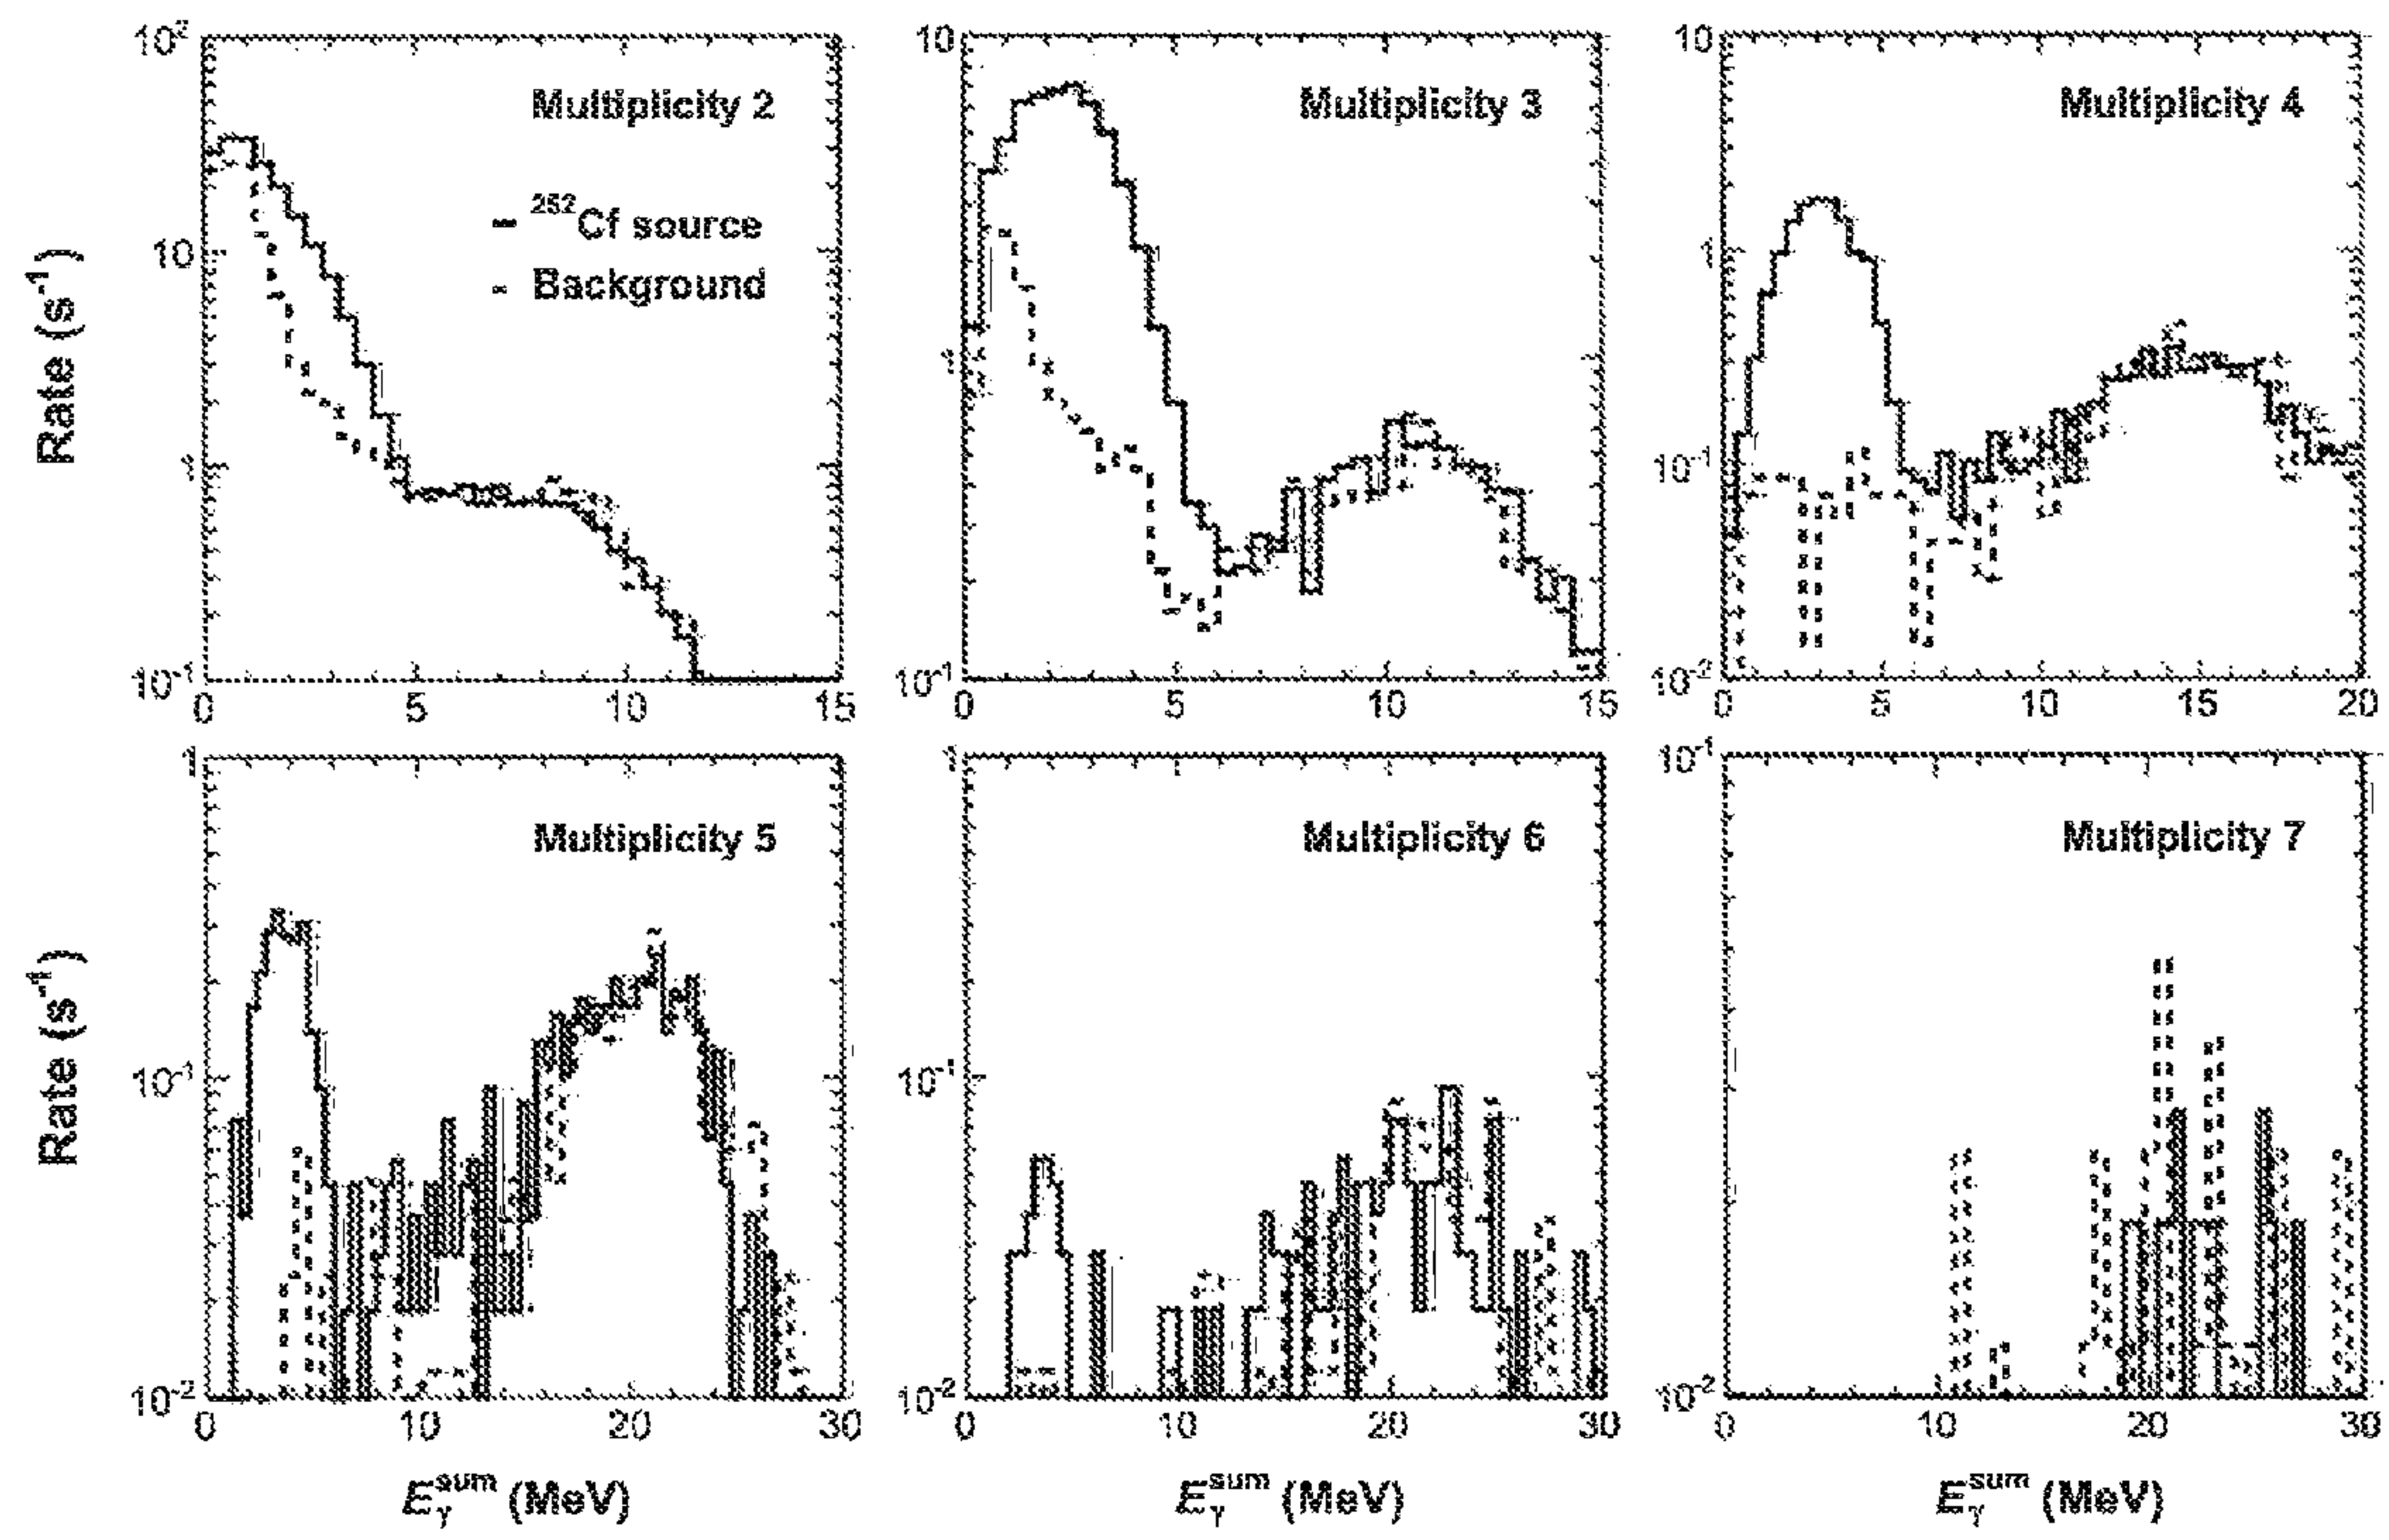 10²
10
1
10⁻¹
0 5 10 15
Multiplicity 2
²⁵²Cf source
Background
Rate (s⁻¹)
10
1
10⁻¹
0 5 10 15
Multiplicity 3
10
1
10⁻¹
10⁻²
0 5 10 15 20
Multiplicity 4
1
10⁻¹
10⁻²
0 10 20 30
Multiplicity 5
Rate (s⁻¹)
E_γ^sum (MeV)
1
10⁻¹
10⁻²
0 10 20 30
Multiplicity 6
E_γ^sum (MeV)
10⁻¹
10⁻²
0 10 20 30
Multiplicity 7
E_γ^sum (MeV)